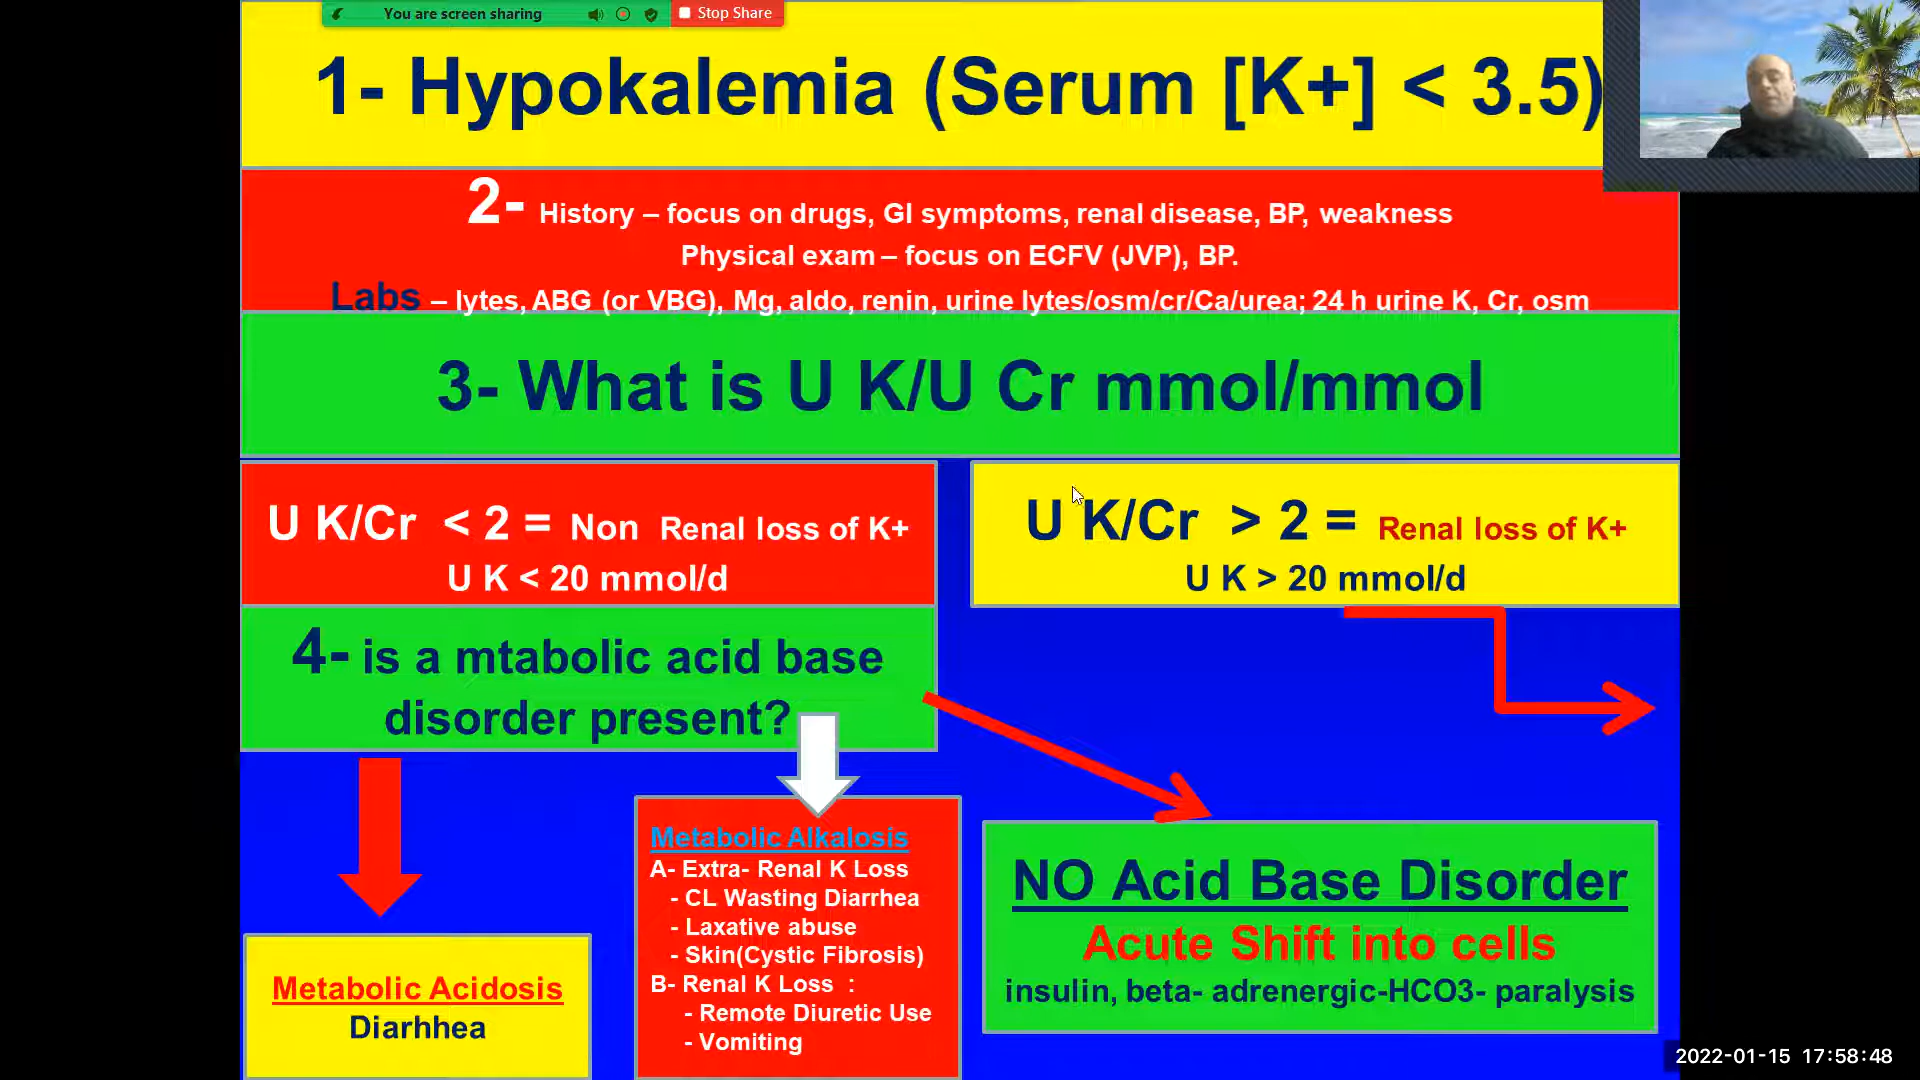 You are screen sharing
Stop Share
1- Hypokalemia (Serum [K+] < 3.5)
2- History – focus on drugs, GI symptoms, renal disease, BP, weakness
Physical exam – focus on ECFV (JVP), BP.
Labs – lytes, ABG (or VBG), Mg, aldo, renin, urine lytes/osm/cr/Ca/urea; 24 h urine K, Cr, osm
3- What is U K/U Cr mmol/mmol
U K/Cr < 2 = Non Renal loss of K+
U K < 20 mmol/d
U K/Cr > 2 = Renal loss of K+
U K > 20 mmol/d
4- is a mtabolic acid base
disorder present?
Metabolic Acidosis
Diarhhea
Metabolic Alkalosis
A- Extra- Renal K Loss
- CL Wasting Diarrhea
- Laxative abuse
- Skin(Cystic Fibrosis)
B- Renal K Loss :
- Remote Diuretic Use
- Vomiting
NO Acid Base Disorder
Acute Shift into cells
insulin, beta- adrenergic-HCO3- paralysis
2022-01-15 17:58:48